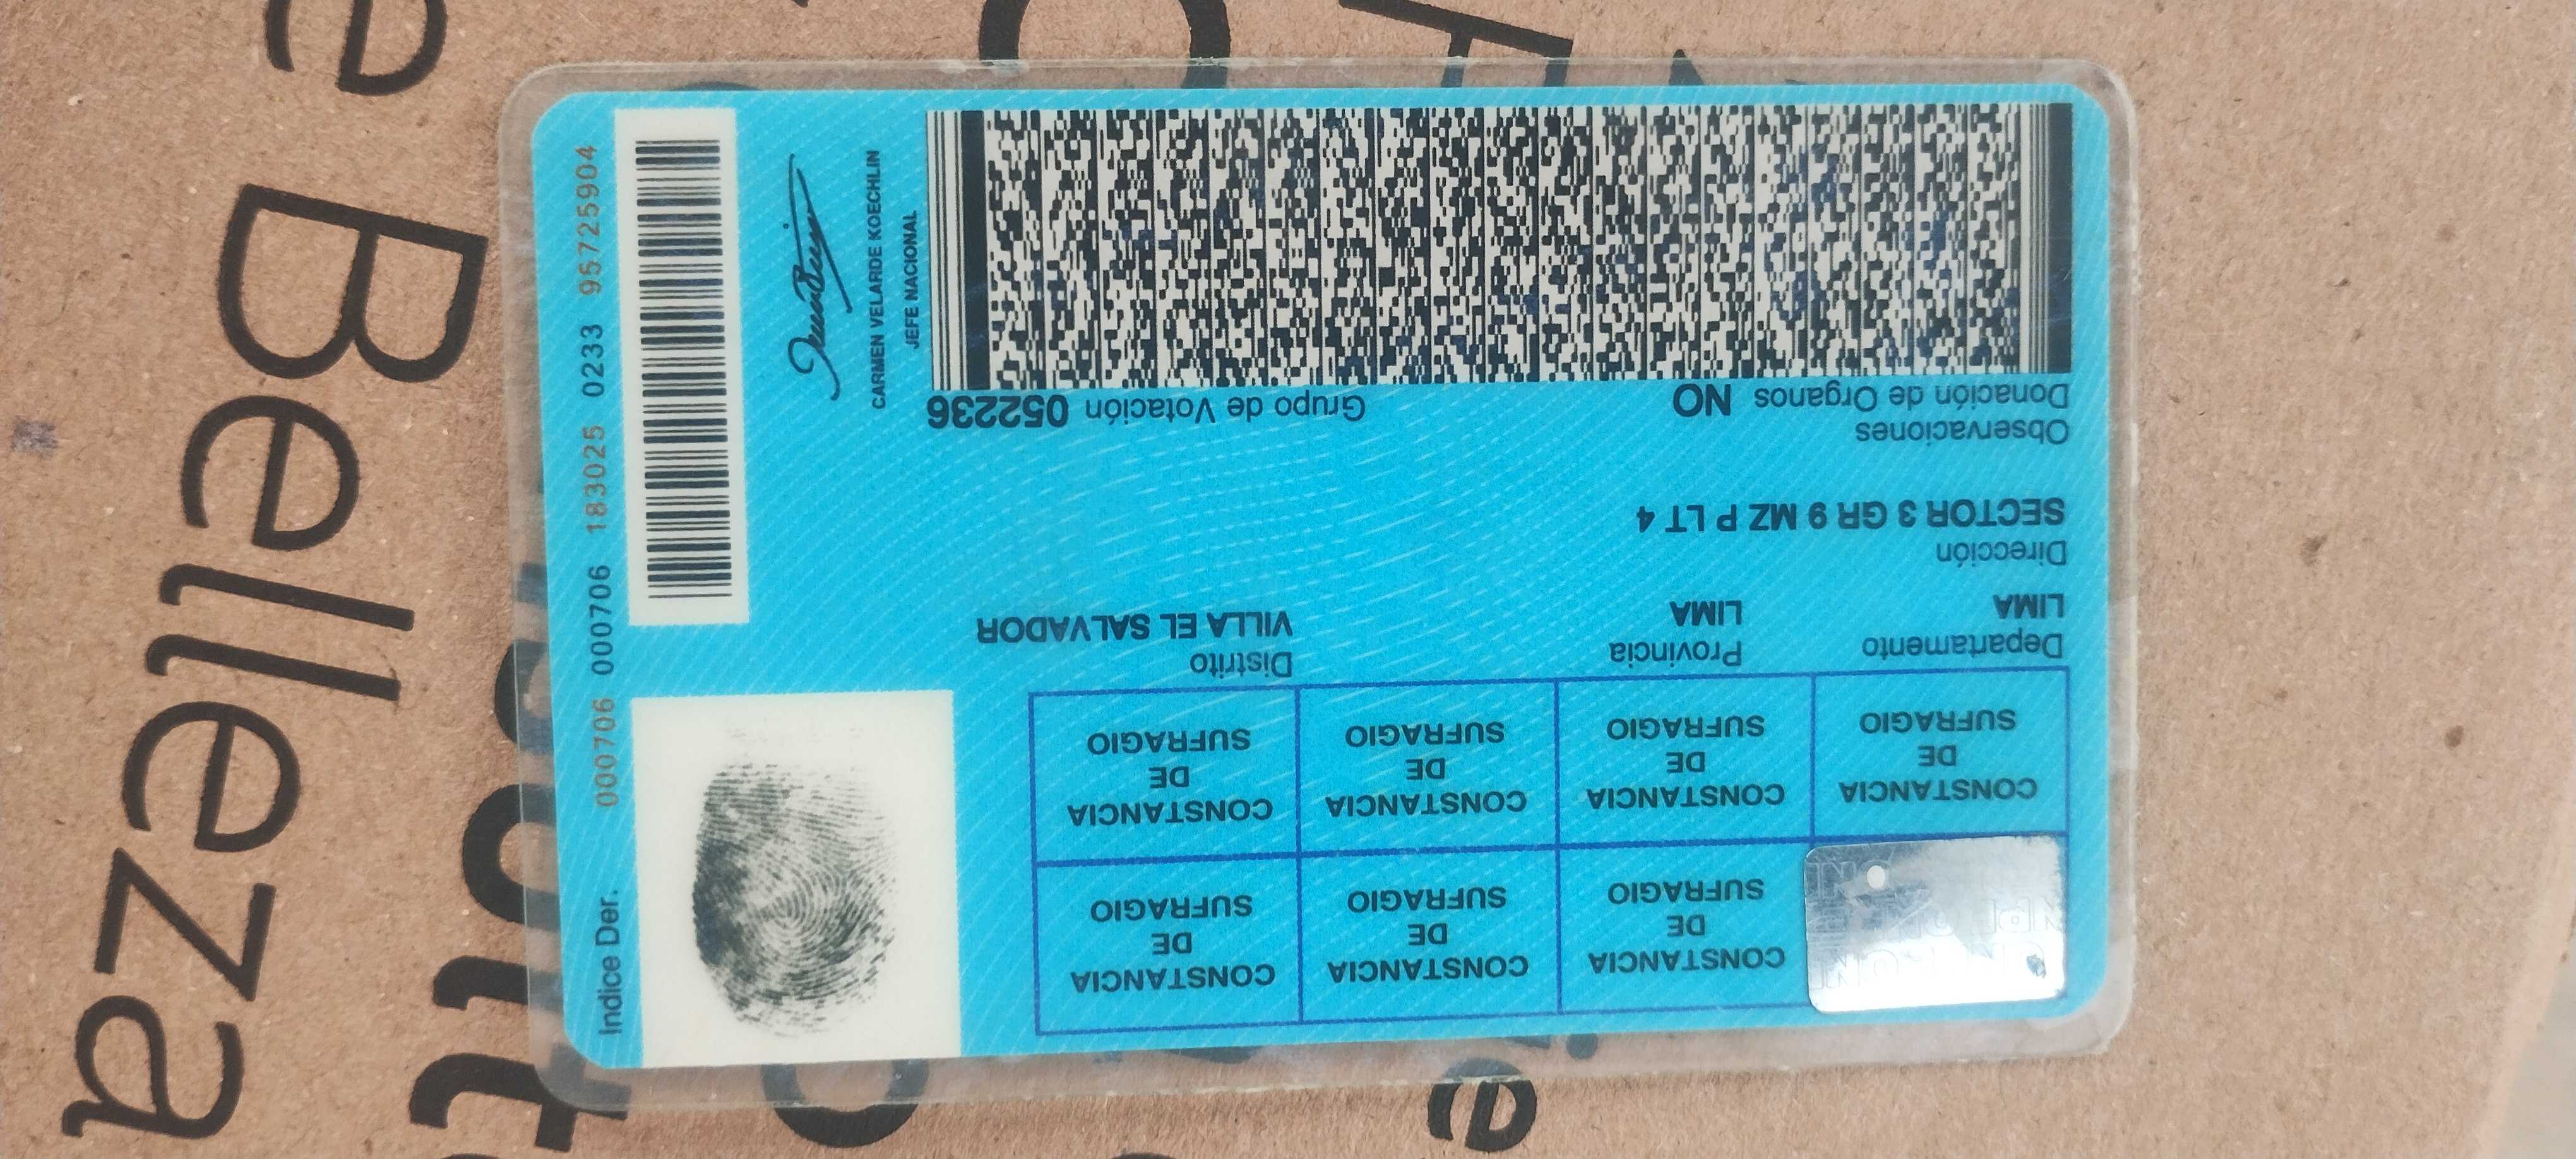 CONSTANCIA
DE
SUFRAGIO
CONSTANCIA
DE
SUFRAGIO
CONSTANCIA
DE
SUFRAGIO
CONSTANCIA
DE
SUFRAGIO
CONSTANCIA
DE
SUFRAGIO
CONSTANCIA
DE
SUFRAGIO
CONSTANCIA
DE
SUFRAGIO
Departamento
LIMA
Provincia
LIMA
Distrito
VILLA EL SALVADOR
Dirección
SECTOR 3 GR 9 MZ P LT 4
Observaciones
Donación de Organos NO
Grupo de Votación 052236
CARMEN VELARDE KOECHLIN
JEFE NACIONAL
Indice Der. 000706 000706 183025 0233 95725904
e Belleza